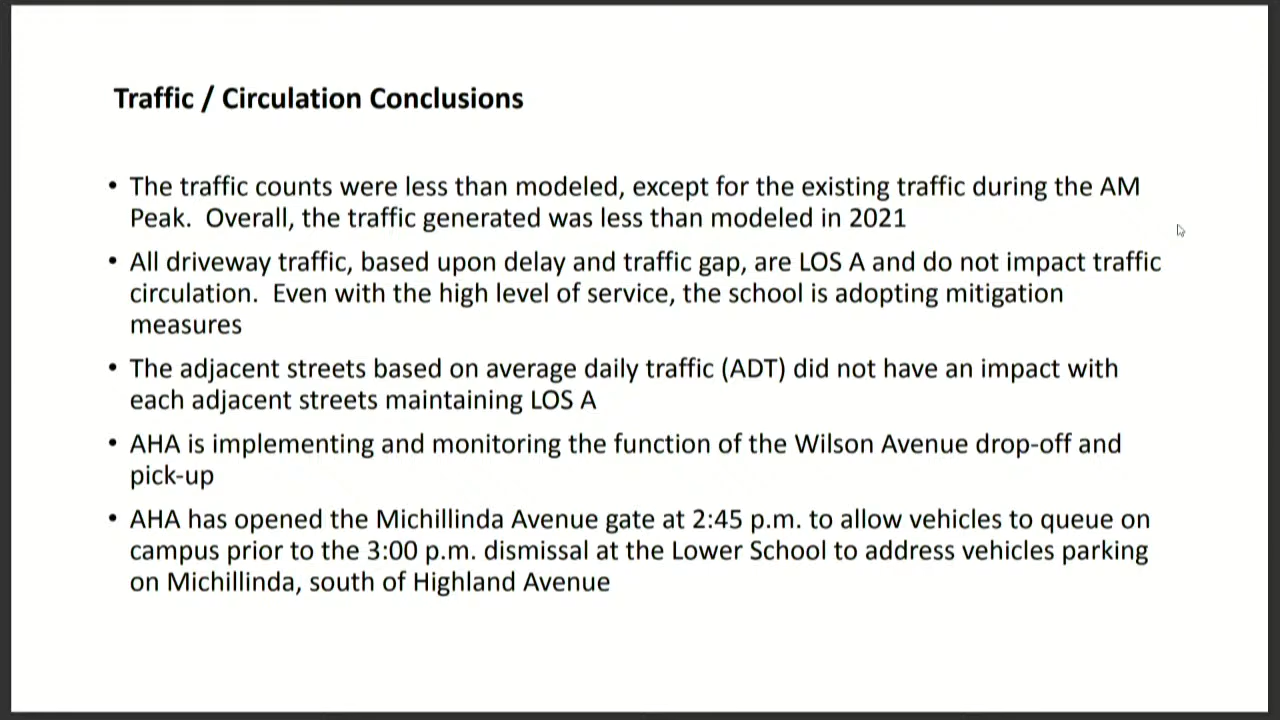 Traffic / Circulation Conclusions
• The traffic counts were less than modeled, except for the existing traffic during the AM
Peak.  Overall, the traffic generated was less than modeled in 2021
• All driveway traffic, based upon delay and traffic gap, are LOS A and do not impact traffic
circulation.  Even with the high level of service, the school is adopting mitigation
measures
• The adjacent streets based on average daily traffic (ADT) did not have an impact with
each adjacent streets maintaining LOS A
• AHA is implementing and monitoring the function of the Wilson Avenue drop-off and
pick-up
• AHA has opened the Michillinda Avenue gate at 2:45 p.m. to allow vehicles to queue on
campus prior to the 3:00 p.m. dismissal at the Lower School to address vehicles parking
on Michillinda, south of Highland Avenue